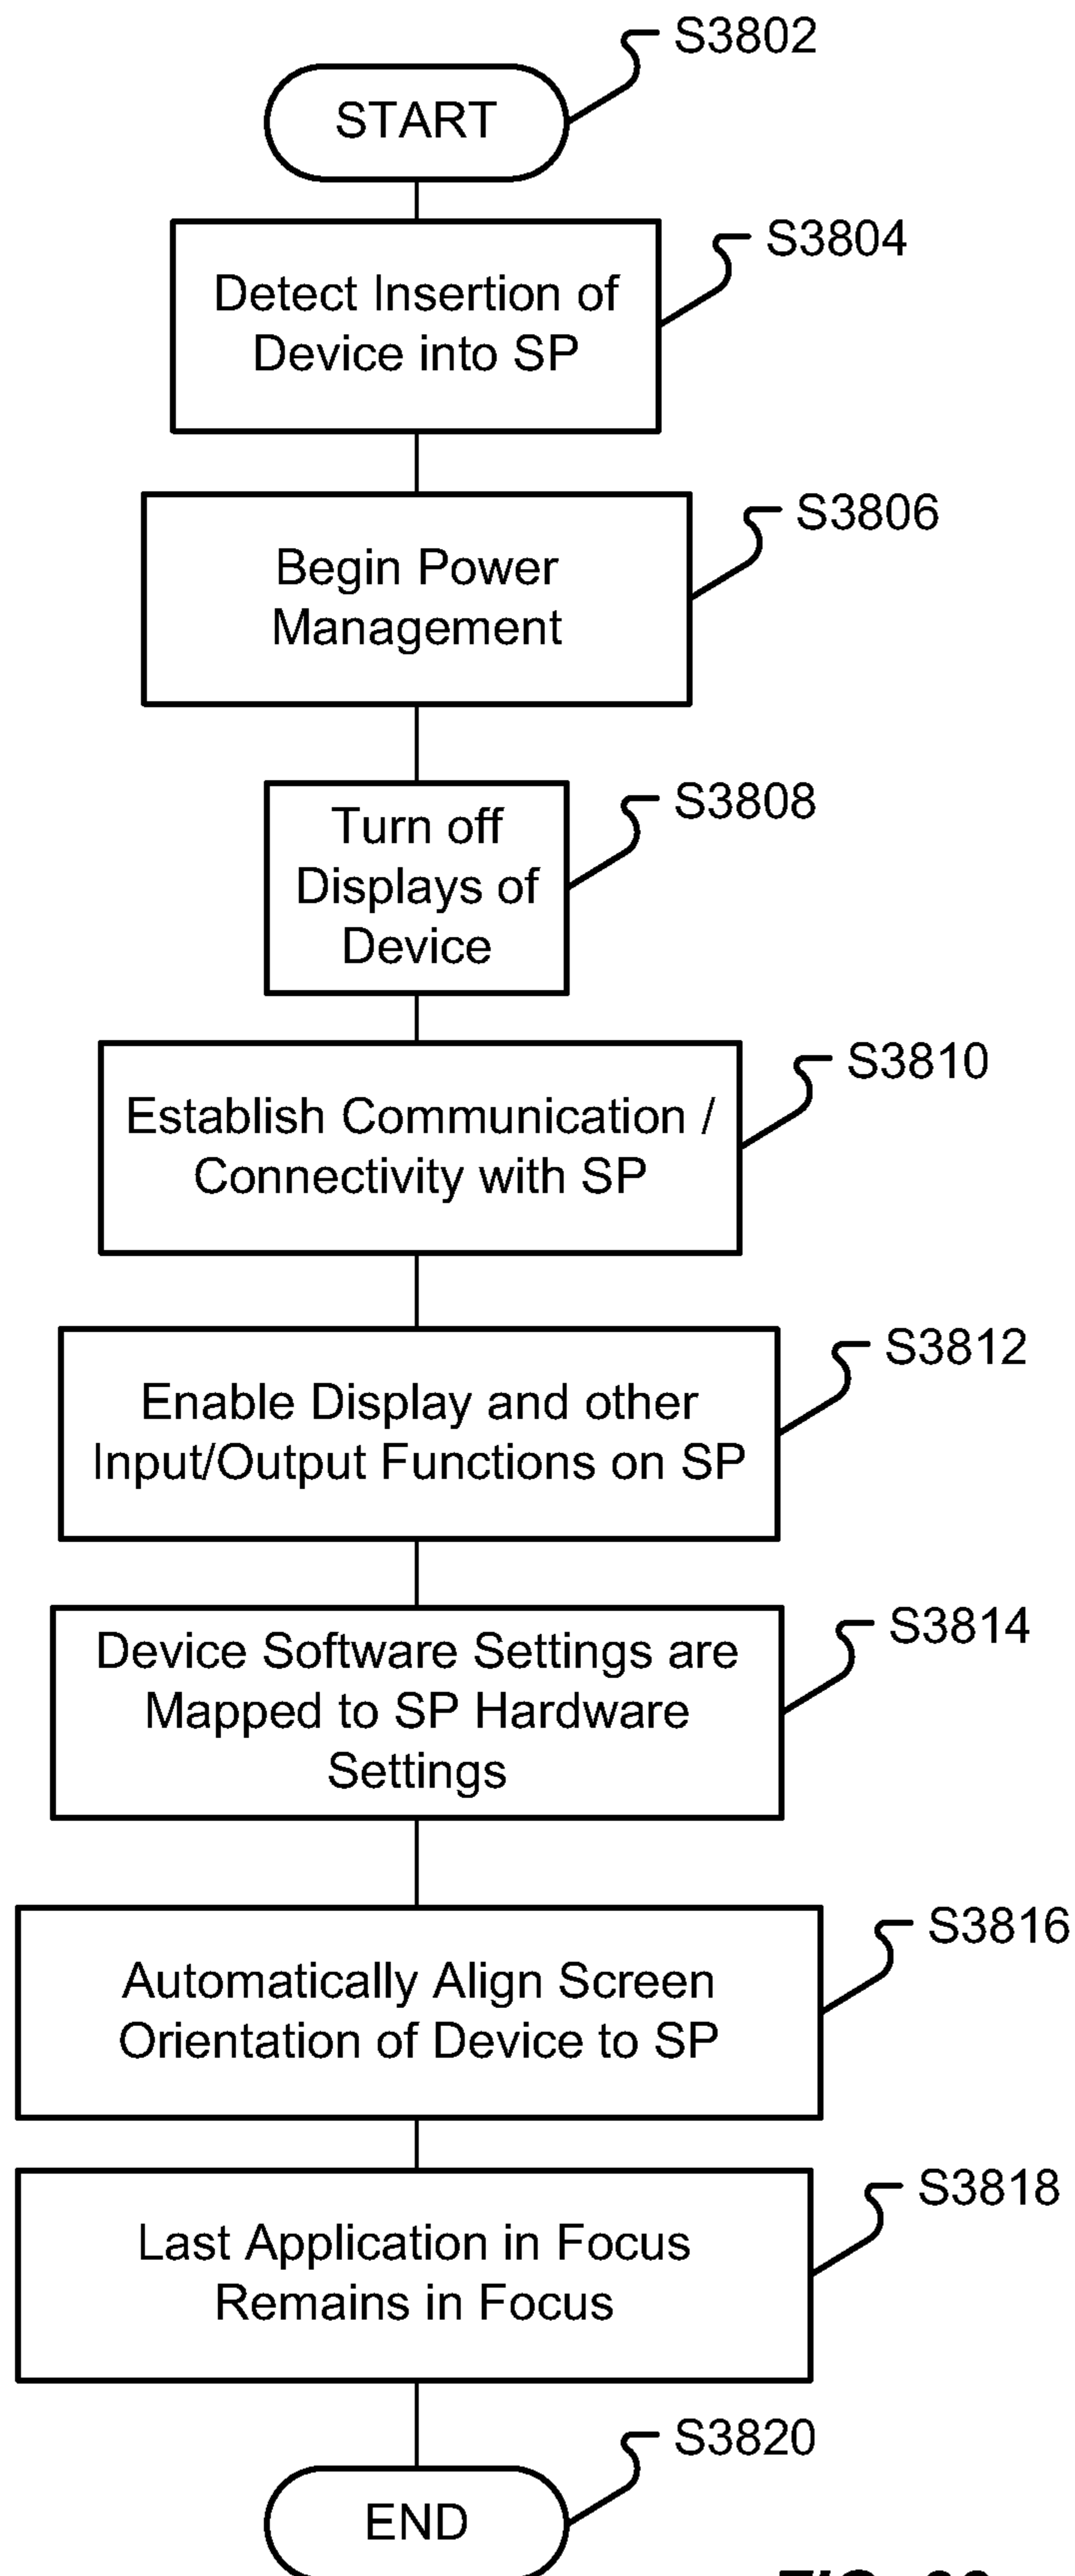 S3802
START
S3804
Detect Insertion of
Device into SP
S3806
Begin Power
Management
S3808
Turn off
Displays of
Device
S3810
Establish Communication /
Connectivity with SP
S3812
Enable Display and other
Input/Output Functions on SP
S3814
Device Software Settings are
Mapped to SP Hardware
Settings
S3816
Automatically Align Screen
Orientation of Device to SP
S3818
Last Application in Focus
Remains in Focus
S3820
END